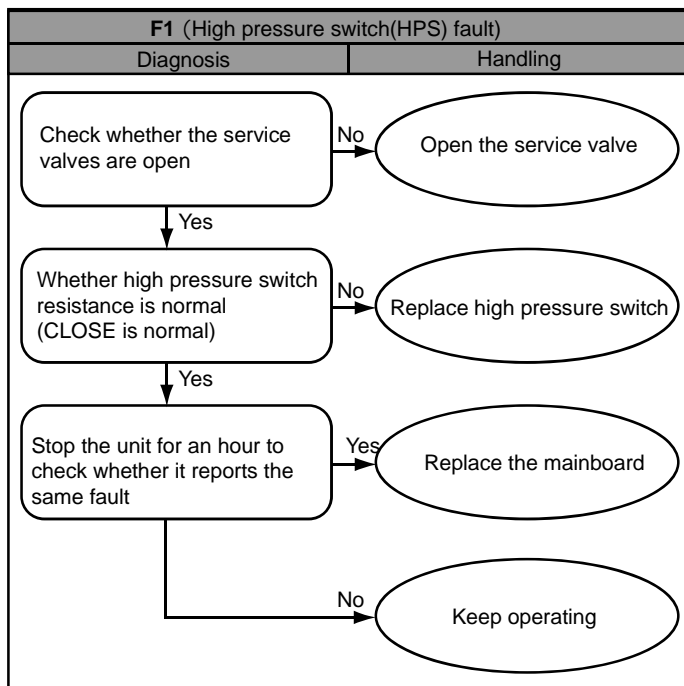 F1（High pressure switch(HPS) fault)
Diagnosis
Handling
Check whether the service
valves are open
No
Open the service valve
Yes
Whether high pressure switch
resistance is normal
(CLOSE is normal)
No
Replace high pressure switch
Yes
Stop the unit for an hour to
check whether it reports the
same fault
Yes
Replace the mainboard
No
Keep operating